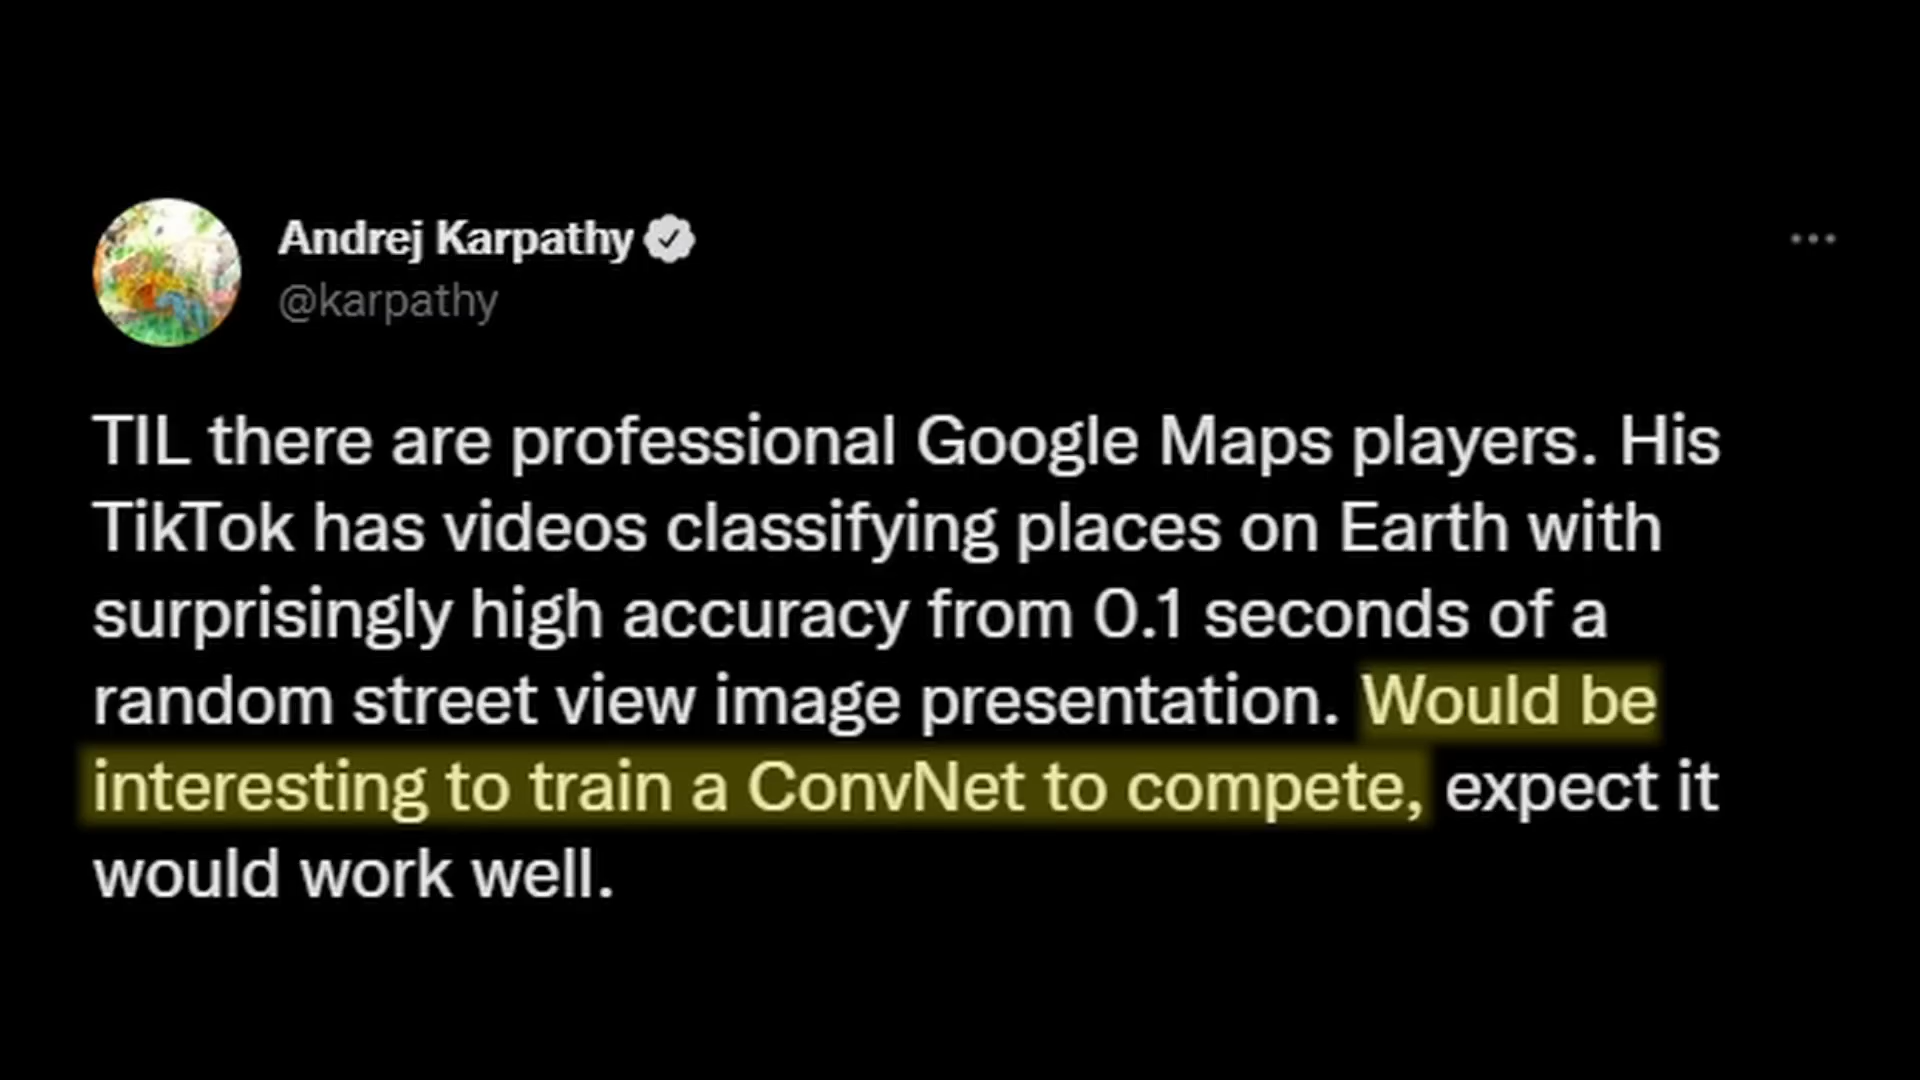 Andrej Karpathy
@karpathy
TIL there are professional Google Maps players. His
TikTok has videos classifying places on Earth with
surprisingly high accuracy from 0.1 seconds of a
random street view image presentation. Would be
interesting to train a ConvNet to compete, expect it
would work well.